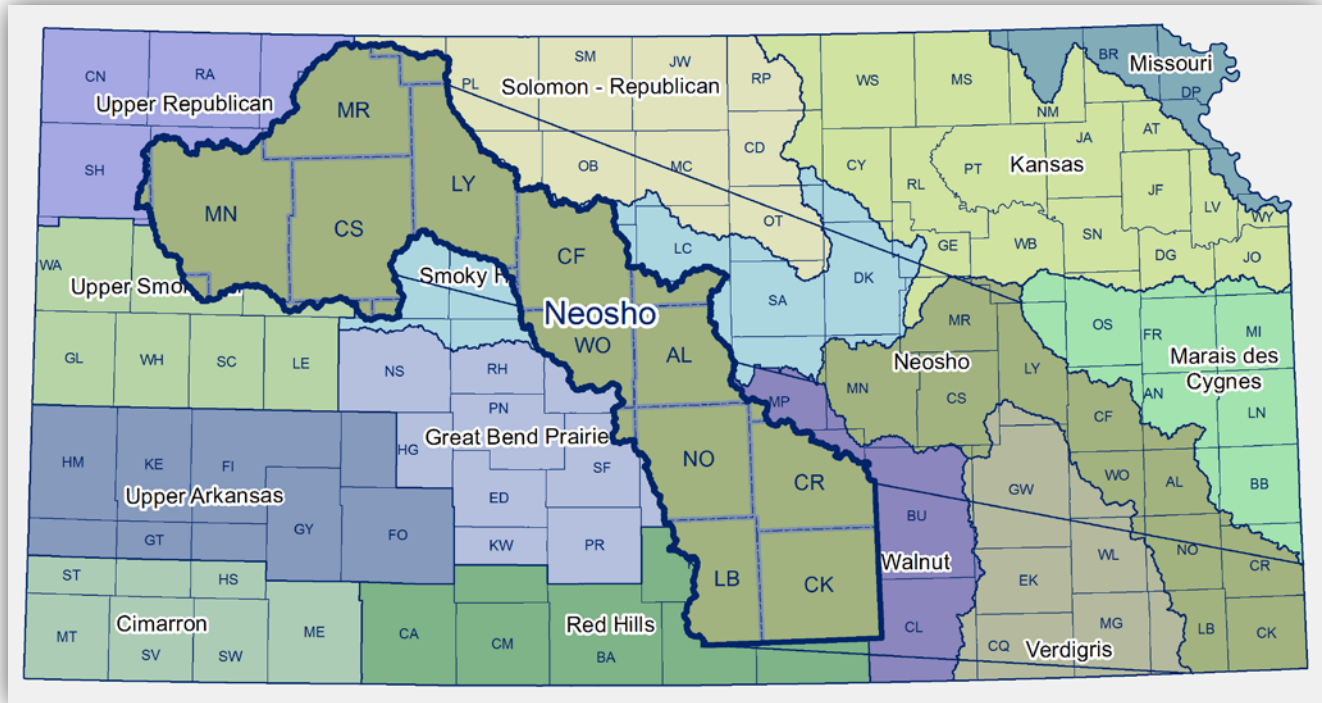 CN
RA
Upper Republican
SH
MR
LY
MN
CS
PL
SM
JW
RP
Solomon - Republican
OB
MC
CD
OT
WS
MS
NM
BR
Missouri
DP
JA
AT
CY
RL
PT
Kansas
JF
LV
WY
GE
WB
SN
DG
JO
WA
Upper
Smoky
LC
SA
DK
CF
Neosho
WO
AL
NO
CR
LB
CK
GL
WH
SC
LE
NS
RH
PN
HG
Great Bend Prairie
SF
ED
KW
PR
HM
KE
FI
Upper Arkansas
GT
GY
FO
ST
HS
Cimarron
MT
SV
SW
ME
CA
CM
BA
Red Hills
MP
BU
Walnut
CL
MR
Neosho
MN
CS
LY
CF
WO
AL
NO
CR
LB
CK
OS
FR
MI
Marais des
Cygnes
AN
LN
BB
GW
WL
EK
MG
CQ
Verdigris